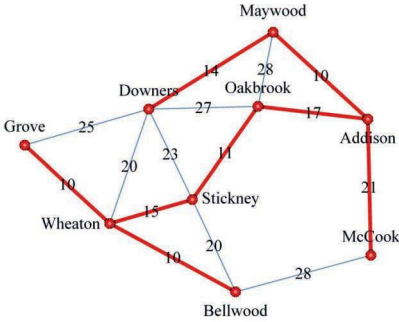 Maywood
14
28
10
Downers
Oakbrook
27
17
Grove
25
Addison
20
23
11
21
10
15
Stickney
Wheaton
McCook
10
20
28
Bellwood